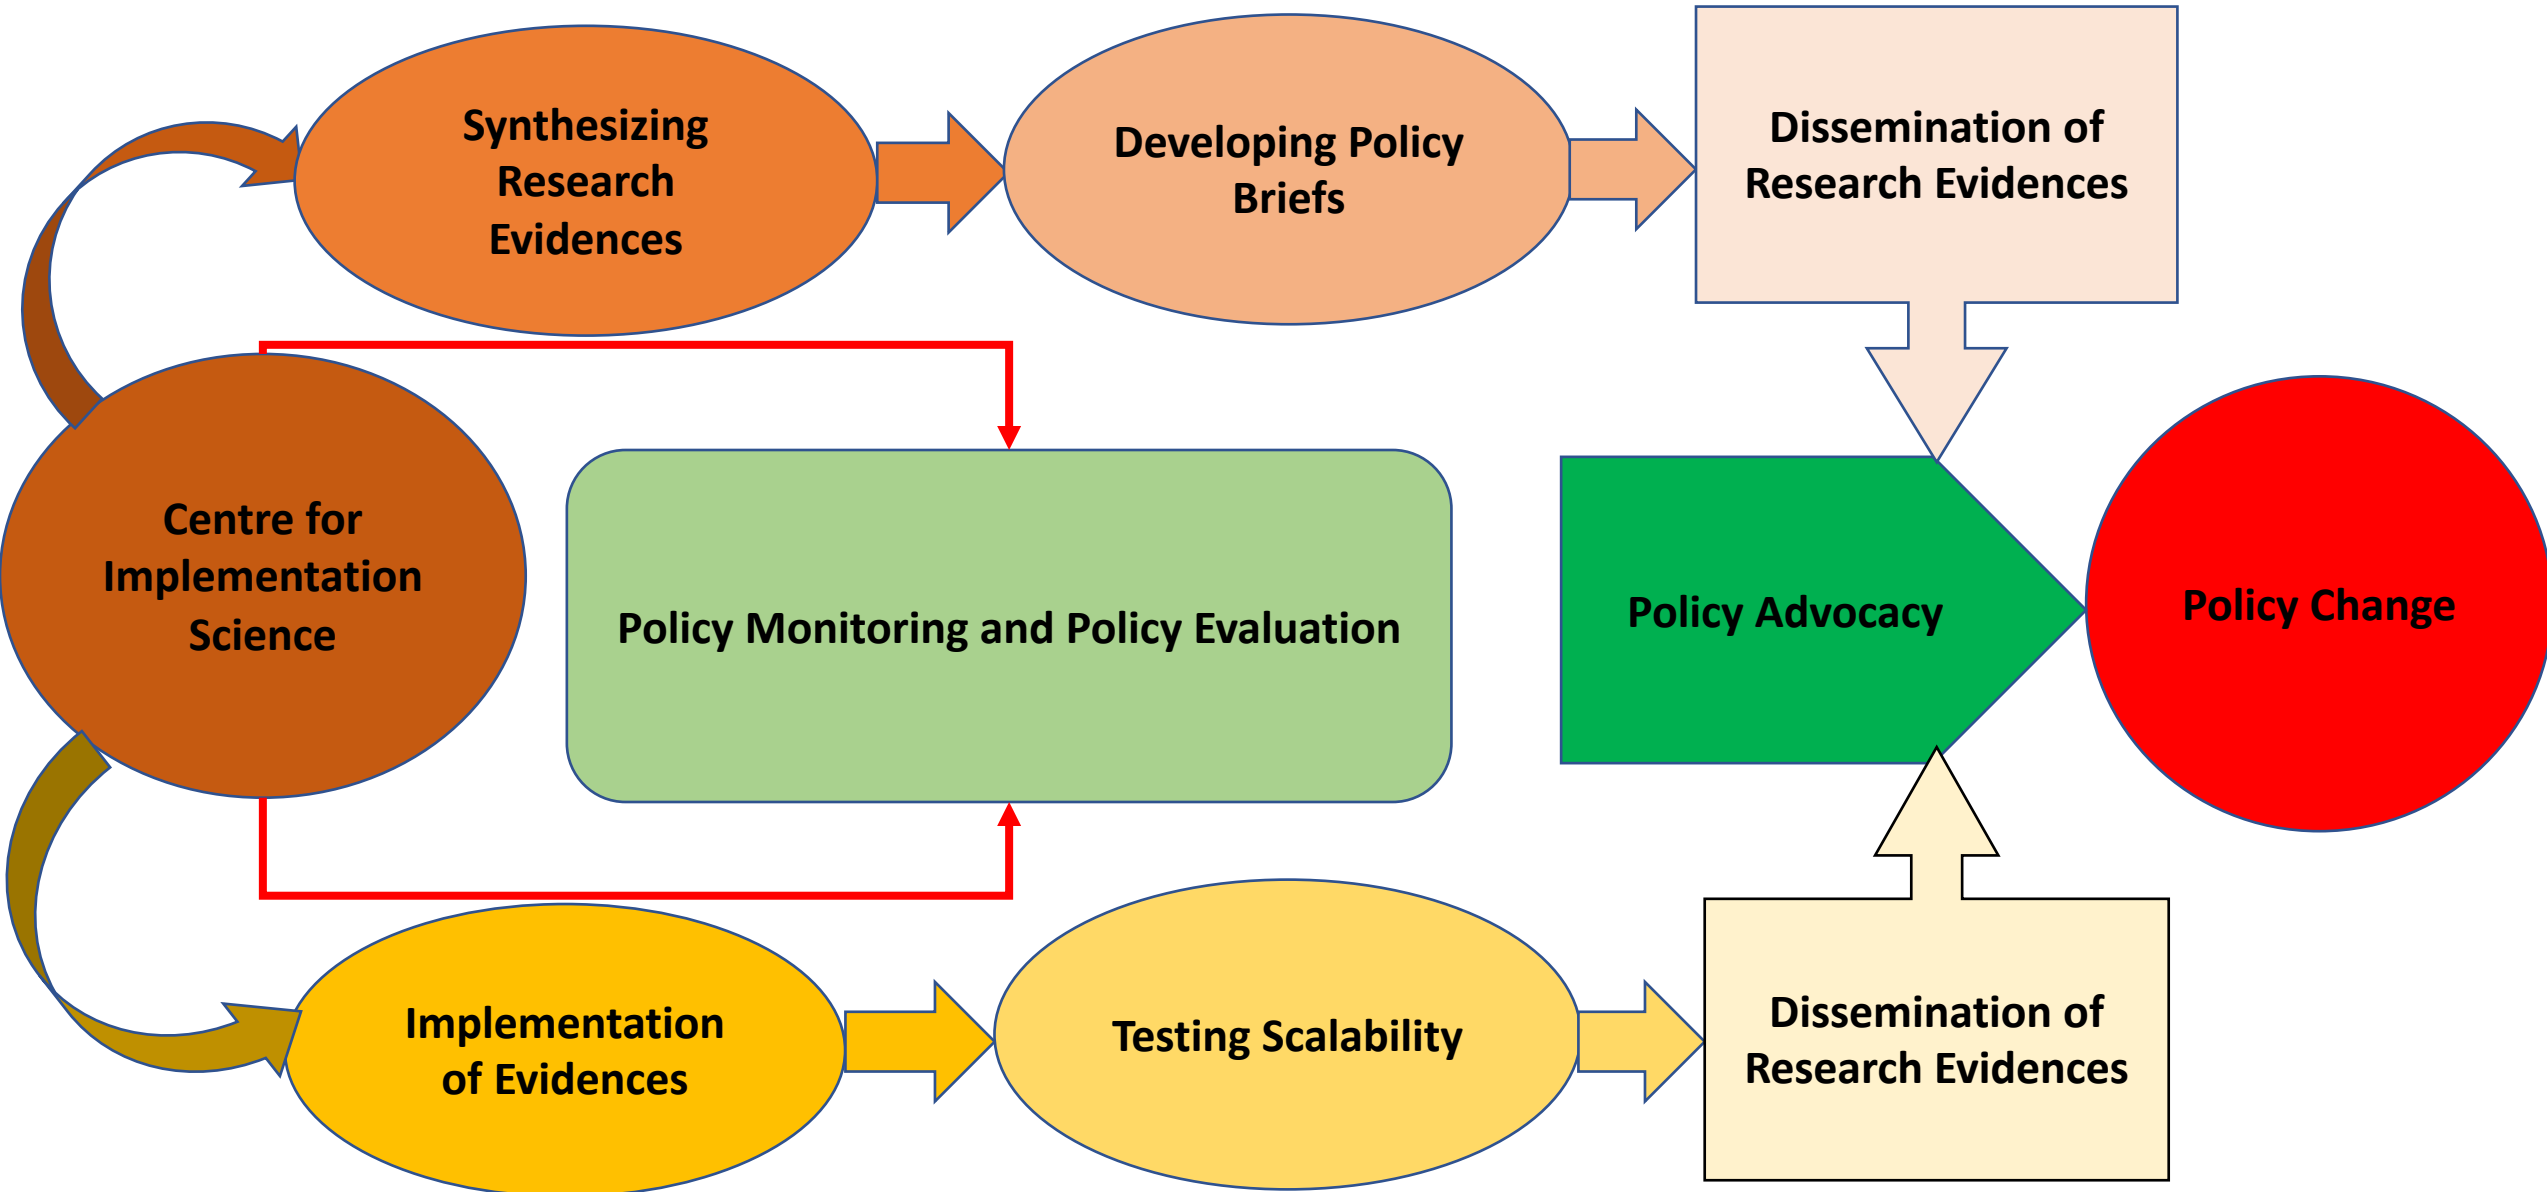 Synthesizing
Research
Evidences
Developing Policy
Briefs
Dissemination of
Research Evidences
Centre for
Implementation
Science
Policy Monitoring and Policy Evaluation
Policy Advocacy
Policy Change
Implementation
of Evidences
Testing Scalability
Dissemination of
Research Evidences